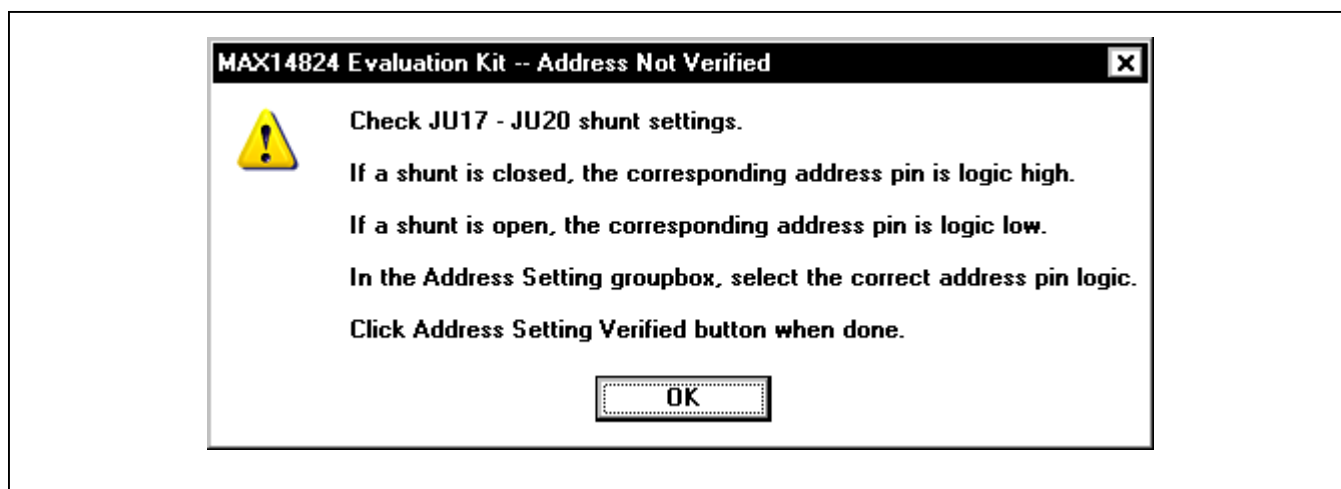 MAX14824 Evaluation Kit -- Address Not Verified
Check JU17 - JU20 shunt settings.
If a shunt is closed, the corresponding address pin is logic high.
If a shunt is open, the corresponding address pin is logic low.
In the Address Setting groupbox, select the correct address pin logic.
Click Address Setting Verified button when done.
OK